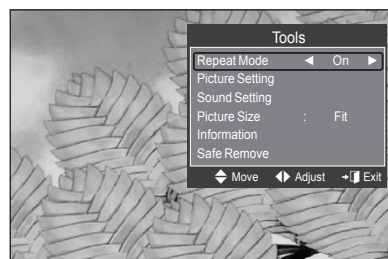 Tools
Repeat Mode ◀ On ▶
Picture Setting
Sound Setting
Picture Size : Fit
Information
Safe Remove
Move Adjust Exit